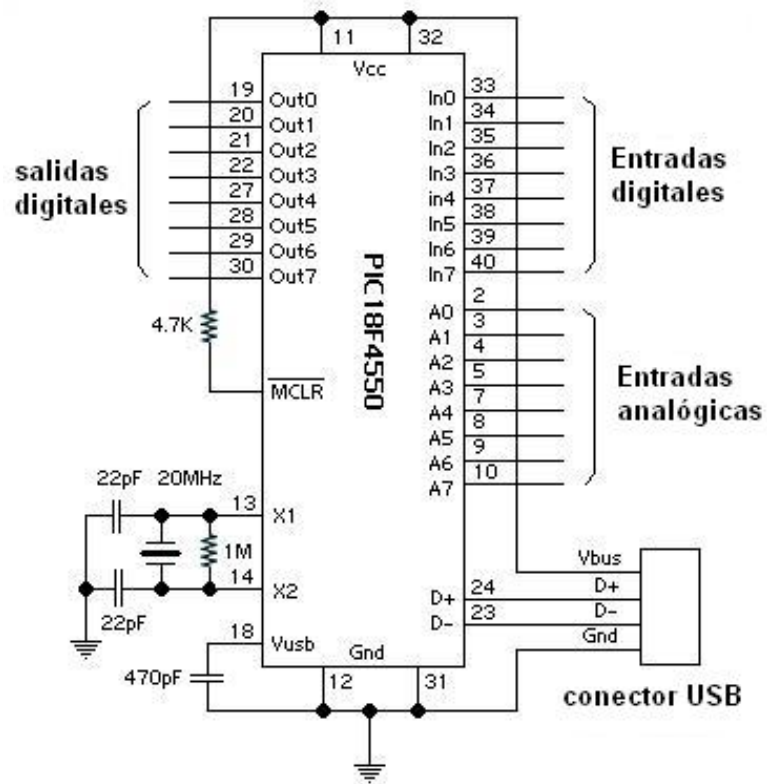 11
32
Vcc
19
Out0
20
Out1
21
Out2
22
Out3
27
Out4
28
Out5
29
Out6
30
Out7
salidas
digitales
33
In0
34
In1
35
In2
36
In3
37
in4
38
In5
39
In6
40
In7
Entradas
digitales
2
A0
3
A1
4
A2
5
A3
7
A4
8
A5
9
A6
10
A7
Entradas
analógicas
PIC18F4550
4.7K
MCLR
22pF
20MHz
13
X1
1M
14
X2
22pF
18
Vusb
470pF
Gnd
12
31
24
D+
23
D-
Vbus
D+
D-
Gnd
conector USB